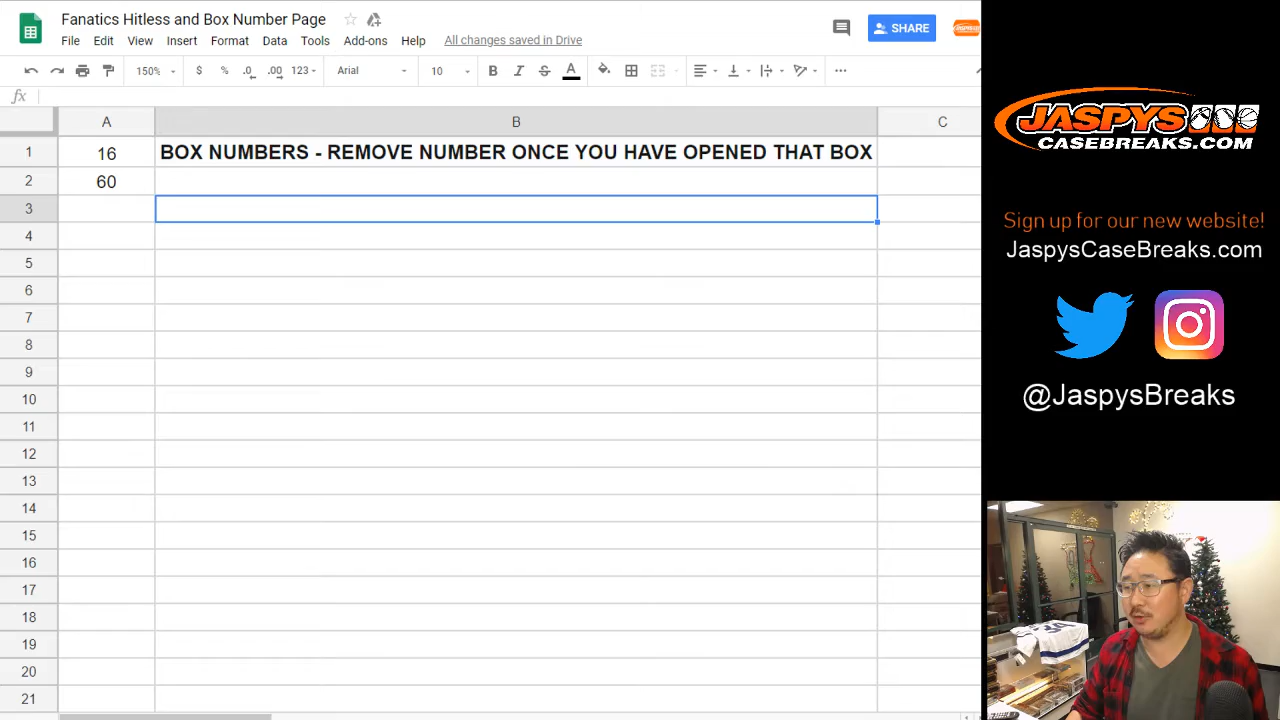 Fanatics Hitless and Box Number Page
File Edit View Insert Format Data Tools Add-ons Help All changes saved in Drive
SHARE
150% $ % .0 .00 123 Arial 10 B I S A
fx
A B C
1 16 BOX NUMBERS - REMOVE NUMBER ONCE YOU HAVE OPENED THAT BOX
2 60
3
4
5
6
7
8
9
10
11
12
13
14
15
16
17
18
19
20
21
JASPYS
CASEBREAKS.COM
Sign up for our new website!
JaspysCaseBreaks.com
@JaspysBreaks
34